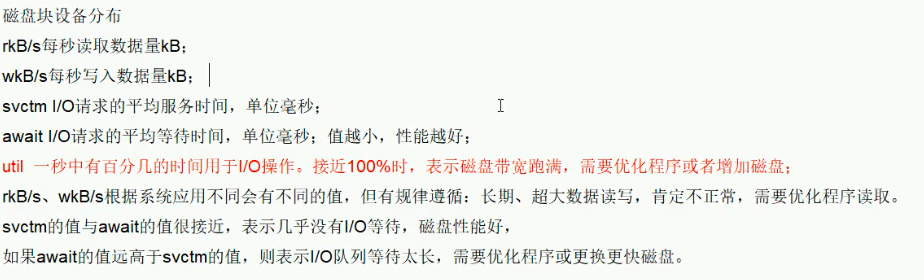 磁盘块设备分布
rkB/s每秒读取数据量kB；
wkB/s每秒写入数据量kB；
svctm I/O请求的平均服务时间，单位毫秒；
await I/O请求的平均等待时间，单位毫秒；值越小，性能越好；
util 一秒中有百分几的时间用于I/O操作。接近100%时，表示磁盘带宽跑满，需要优化程序或者增加磁盘；
rkB/s、wkB/s根据系统应用不同会有不同的值，但有规律遵循：长期、超大数据读写，肯定不正常，需要优化程序读取。
svctm的值与await的值很接近，表示几乎没有I/O等待，磁盘性能好，
如果await的值远高于svctm的值，则表示I/O队列等待太长，需要优化程序或更换更快磁盘。